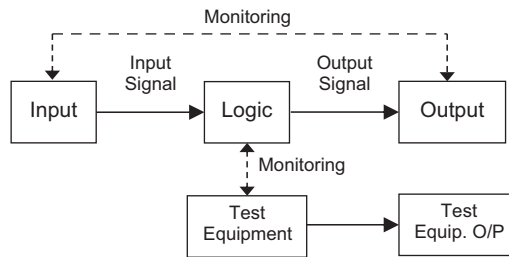 Monitoring
Input
Signal
Output
Signal
Input
Logic
Output
Monitoring
Test
Equipment
Test
Equip. O/P